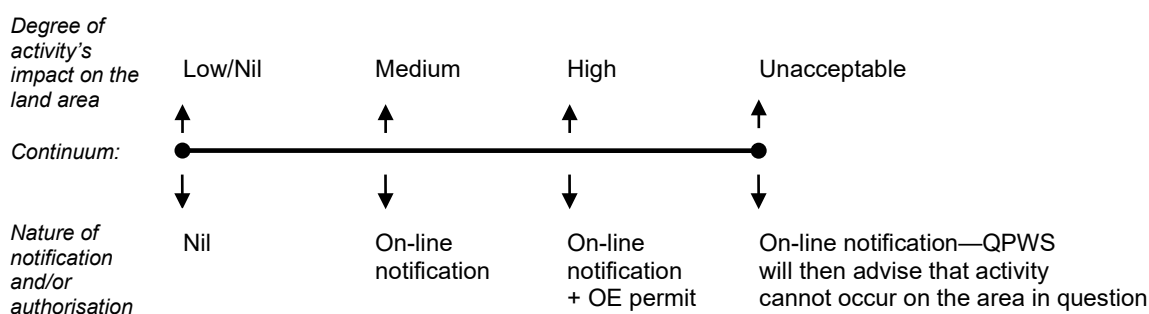 Degree of
activity's
impact on the
land area
Low/Nil
Medium
High
Unacceptable
Continuum:
Nature of
notification
and/or
authorisation
Nil
On-line
notification
On-line
notification
+ OE permit
On-line notification—QPWS
will then advise that activity
cannot occur on the area in question